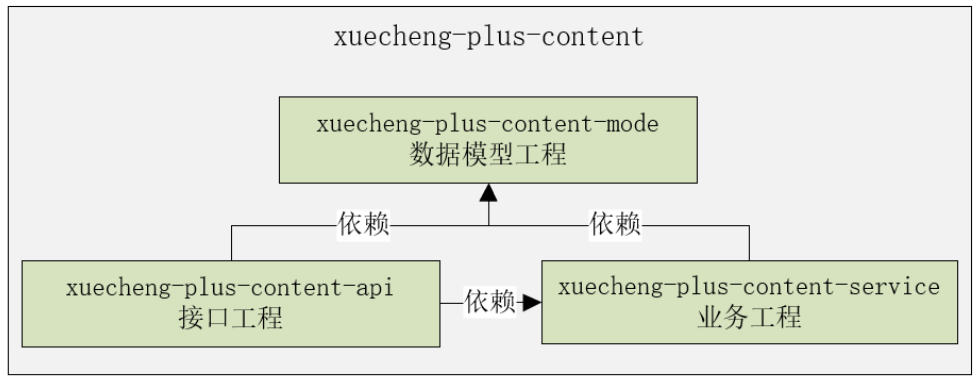 xuecheng-plus-content
xuecheng-plus-content-mode
数据模型工程
依赖
依赖
xuecheng-plus-content-api
接口工程
依赖
xuecheng-plus-content-service
业务工程